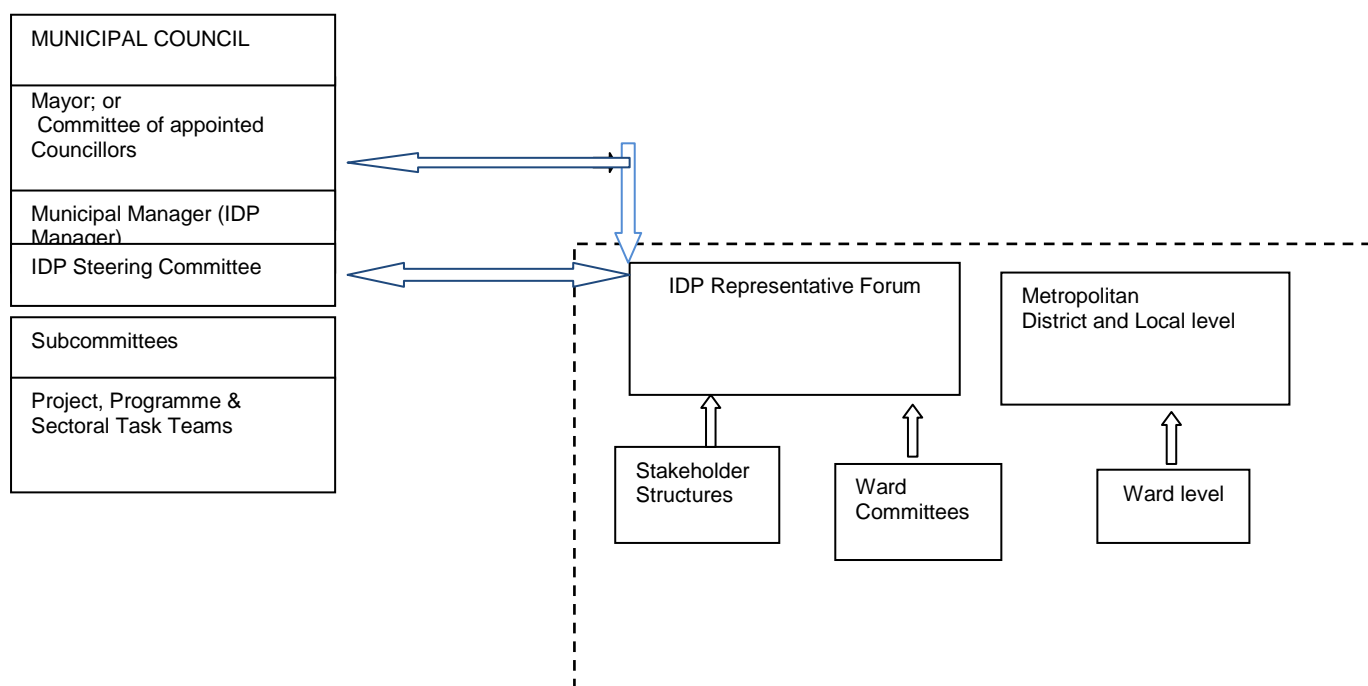 MUNICIPAL COUNCIL
Mayor; or
Committee of appointed
Councillors
Municipal Manager (IDP
Manager)
IDP Steering Committee
Subcommittees
Project, Programme &
Sectoral Task Teams
IDP Representative Forum
Metropolitan
District and Local level
Stakeholder
Structures
Ward
Committees
Ward level